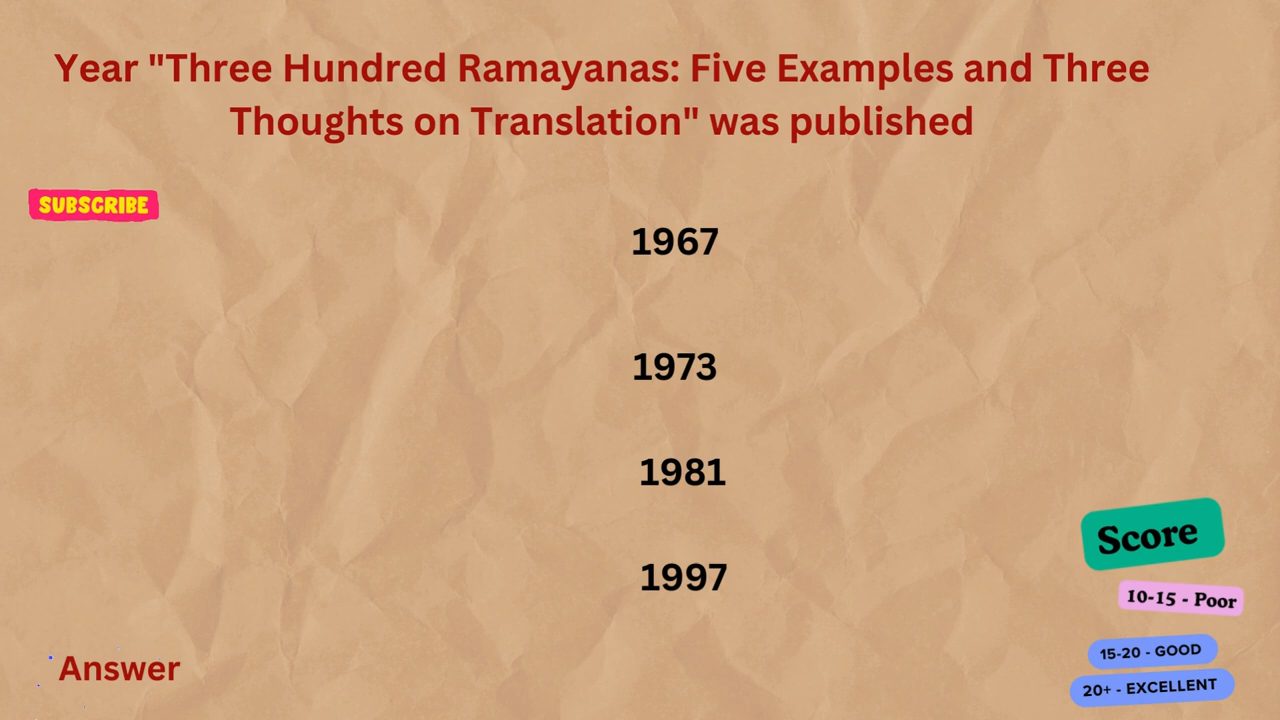 Year "Three Hundred Ramayanas: Five Examples and Three
Thoughts on Translation" was published
SUBSCRIBE
1967
1973
1981
1997
Score
10-15 - Poor
15-20 - GOOD
20+ - EXCELLENT
Answer